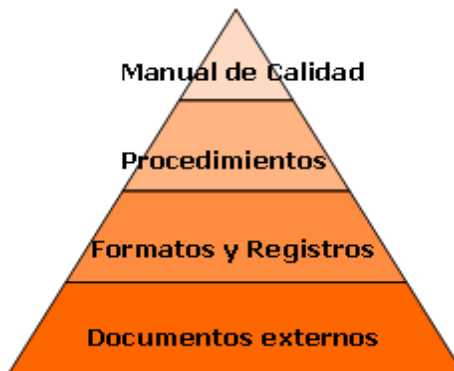 Manual de Calidad
Procedimientos
Formatos y Registros
Documentos externos